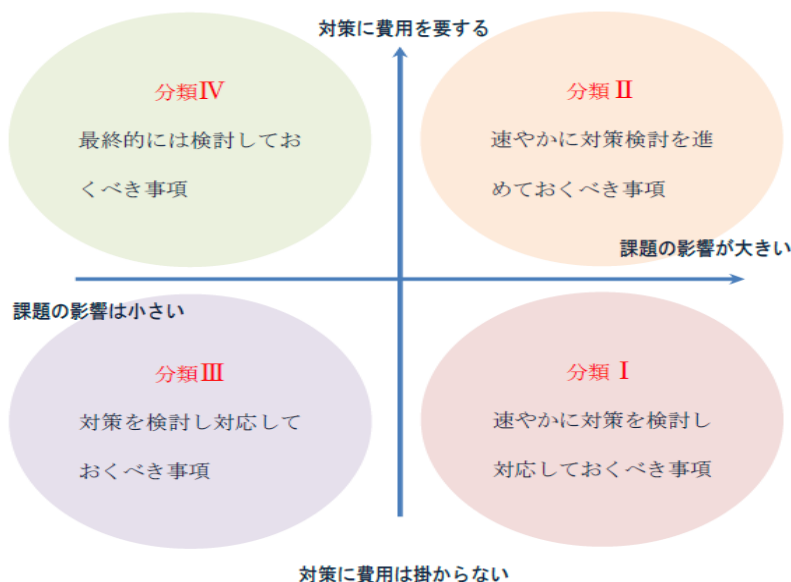 対策に費用を要する
分類Ⅳ
最終的には検討してお
くべき事項
分類Ⅱ
速やかに対策検討を進
めておくべき事項
課題の影響が大きい
課題の影響は小さい
分類Ⅲ
対策を検討し対応して
おくべき事項
分類Ⅰ
速やかに対策を検討し
対応しておくべき事項
対策に費用は掛からない